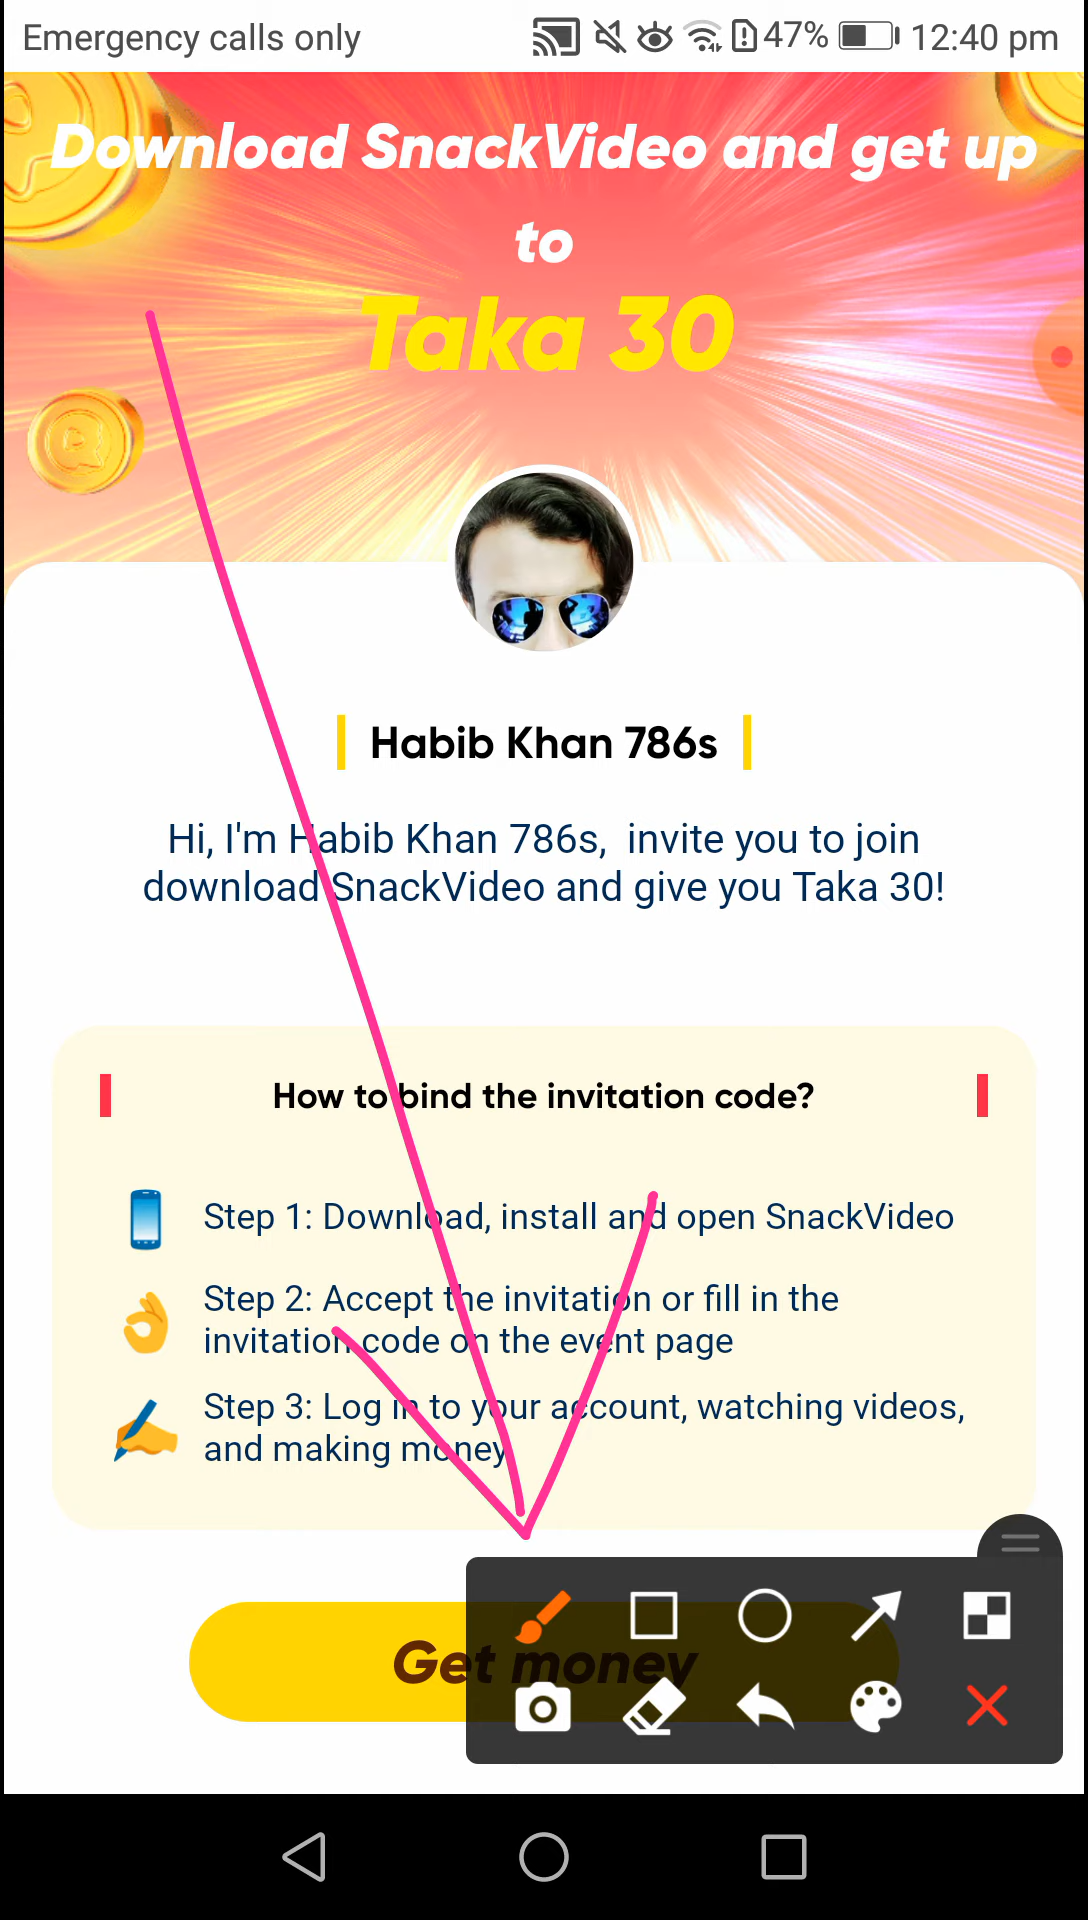 Emergency calls only 47% 12:40 pm
Download SnackVideo and get up
to
Taka 30
Habib Khan 786s
Hi, I'm Habib Khan 786s,  invite you to join
download SnackVideo and give you Taka 30!
How to bind the invitation code?
Step 1: Download, install and open SnackVideo
Step 2: Accept the invitation or fill in the
invitation code on the event page
Step 3: Log in to your account, watching videos,
and making money
Get money